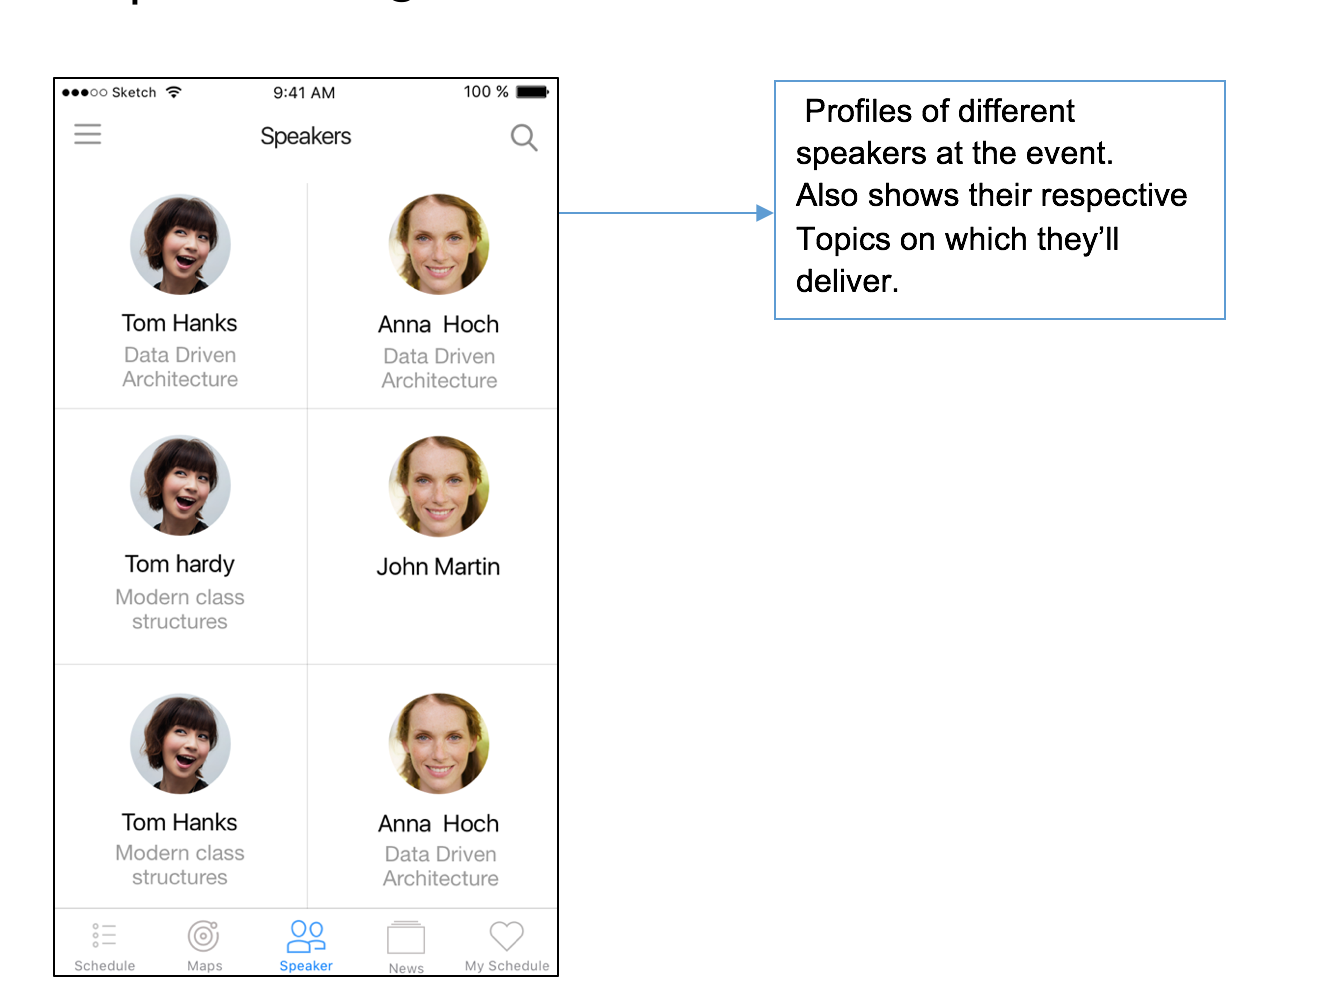 Sketch
9:41 AM
100 %
Speakers
Tom Hanks
Data Driven
Architecture
Anna Hoch
Data Driven
Architecture
Tom hardy
Modern class
structures
John Martin
Tom Hanks
Modern class
structures
Anna Hoch
Data Driven
Architecture
Schedule
Maps
Speaker
News
My Schedule
Profiles of different
speakers at the event.
Also shows their respective
Topics on which they’ll
deliver.